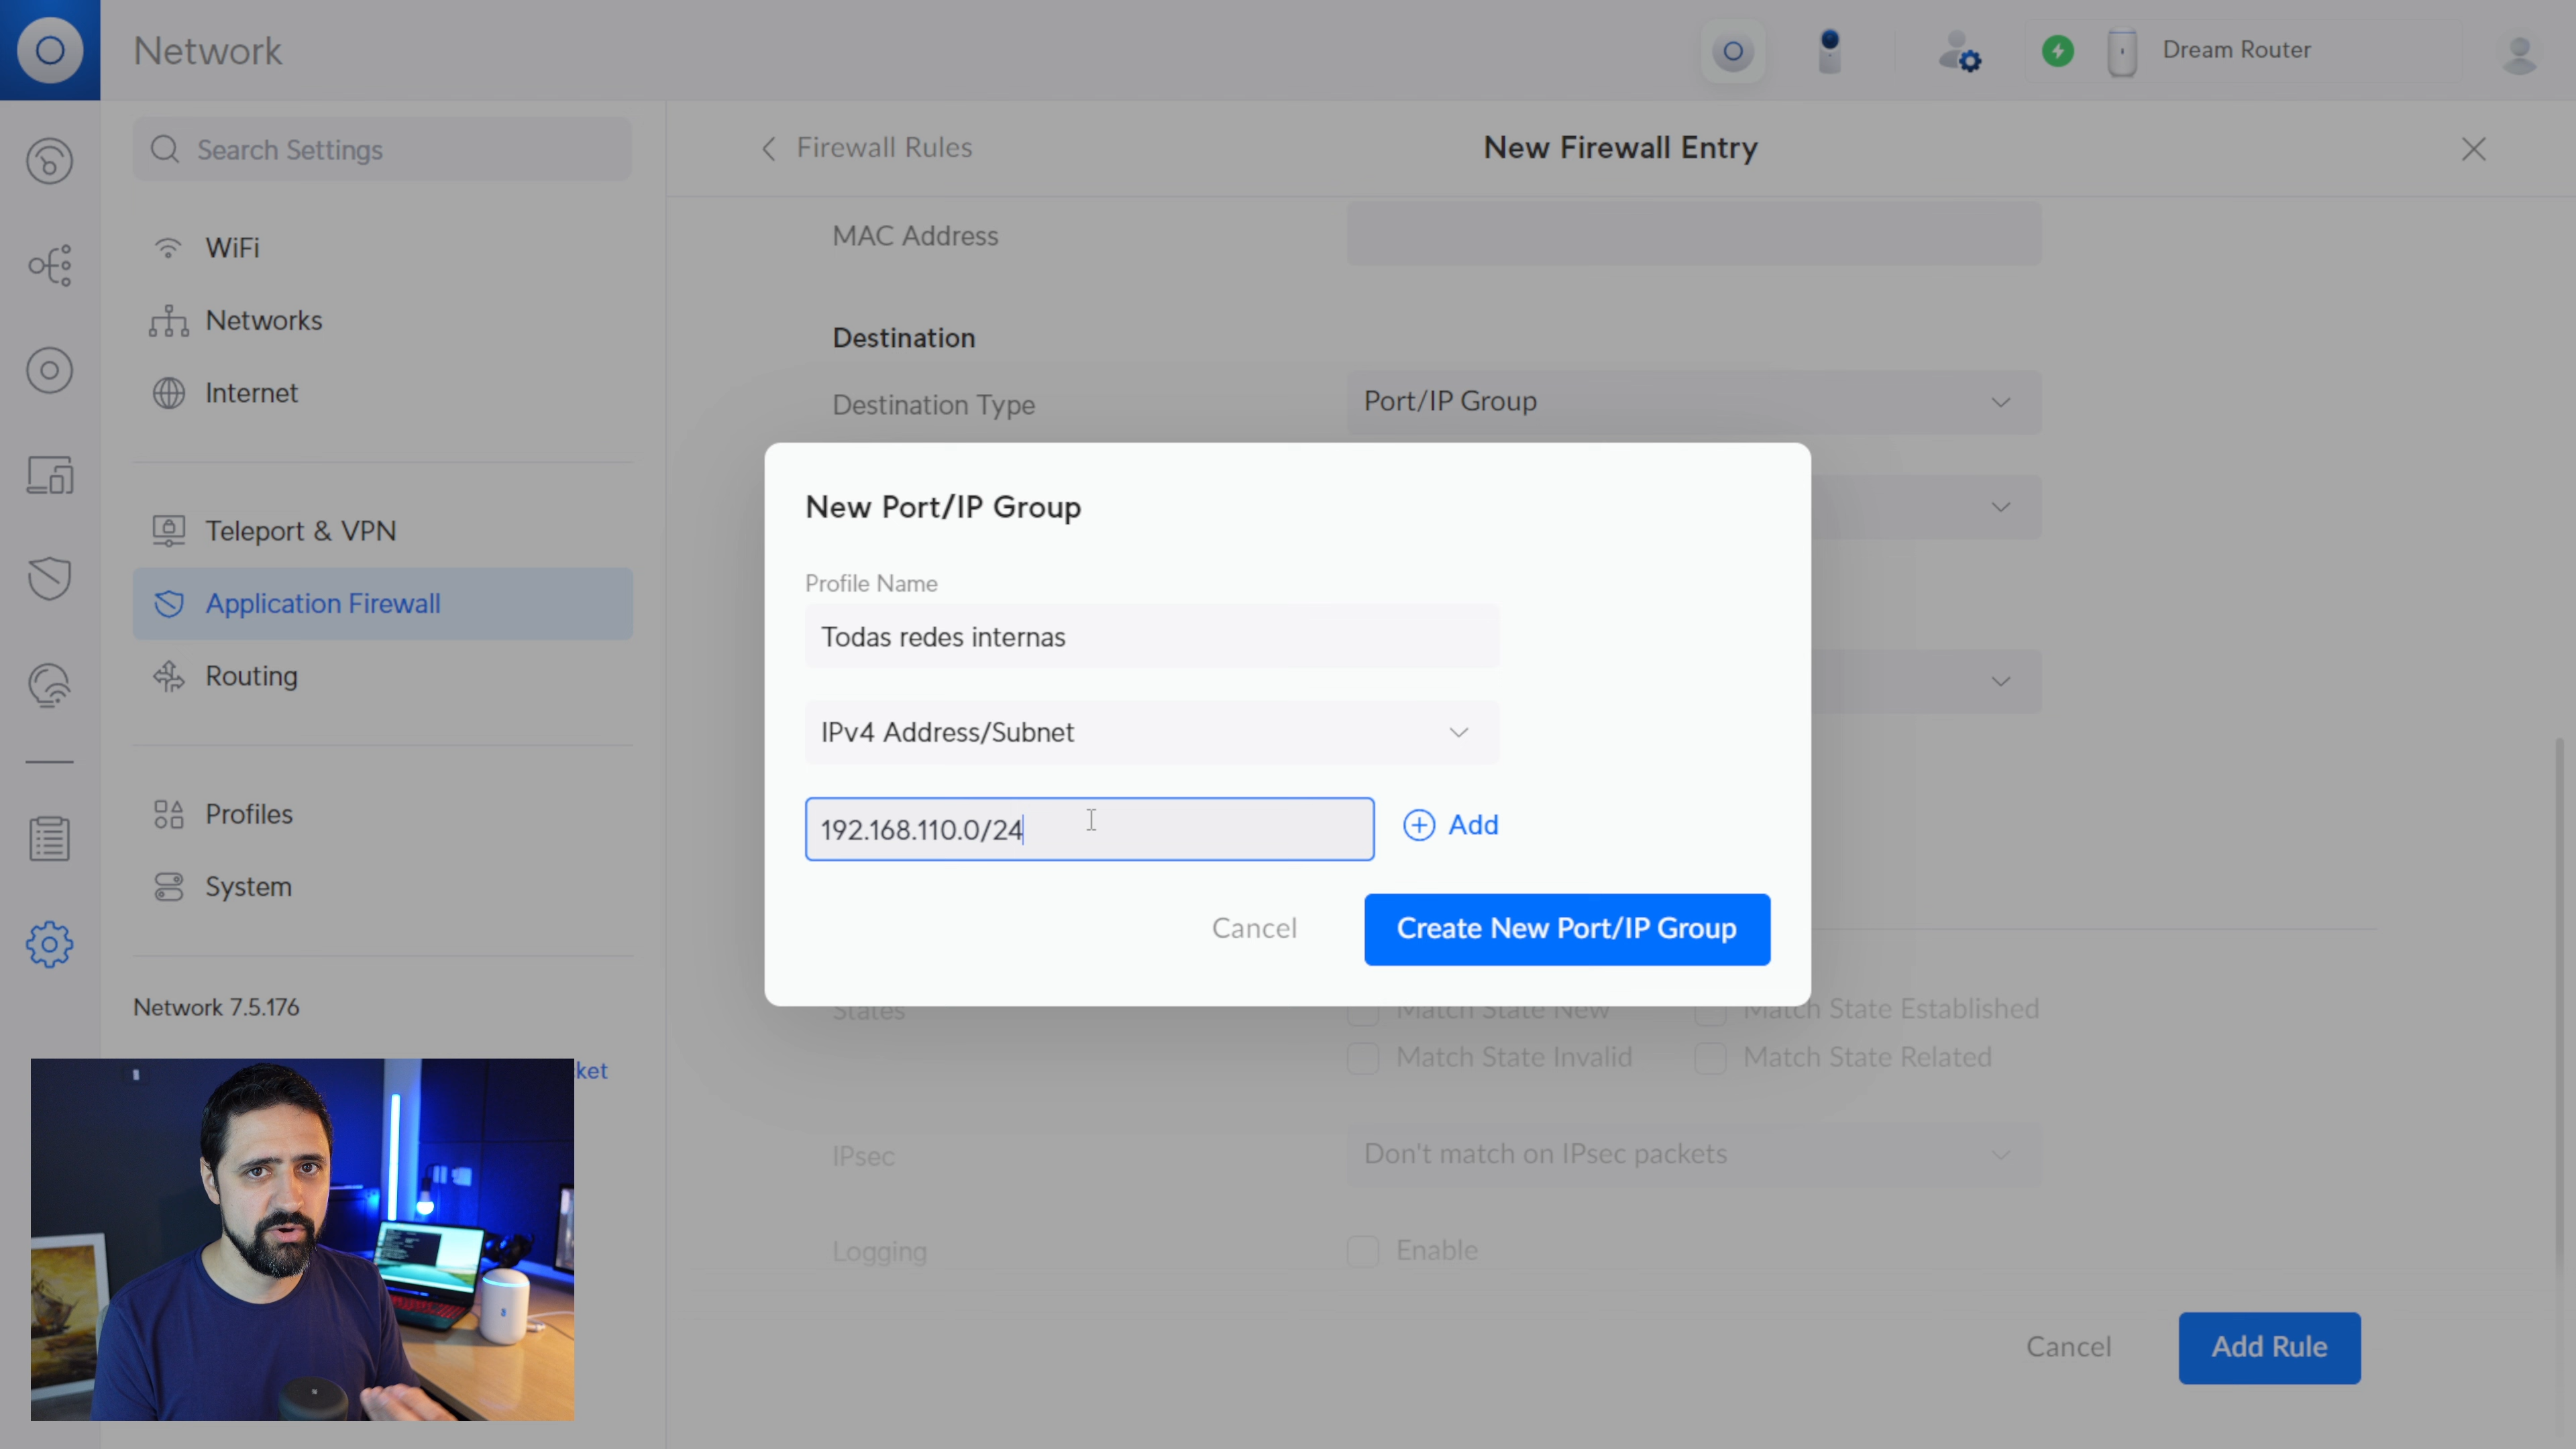 Network
Dream Router
Search Settings
WiFi
Networks
Internet
Teleport & VPN
Application Firewall
Routing
Profiles
System
Network 7.5.176
ket
Firewall Rules
New Firewall Entry
MAC Address
Destination
Destination Type
Port/IP Group
New Port/IP Group
Profile Name
Todas redes internas
IPv4 Address/Subnet
192.168.110.0/24
Add
Cancel
Create New Port/IP Group
States
Match State New
Match State Established
Match State Invalid
Match State Related
IPsec
Don't match on IPsec packets
Logging
Enable
Cancel
Add Rule